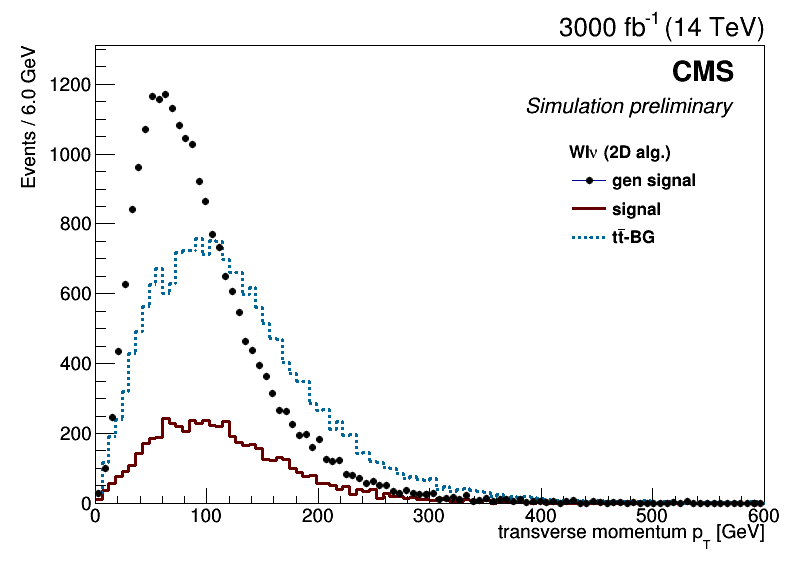 3000 fb⁻¹ (14 TeV)
CMS
Simulation preliminary
Wlν (2D alg.)
gen signal
signal
tt̄-BG
Events / 6.0 GeV
1200
1000
800
600
400
200
0
0 100 200 300 400 500 600
transverse momentum p_T [GeV]